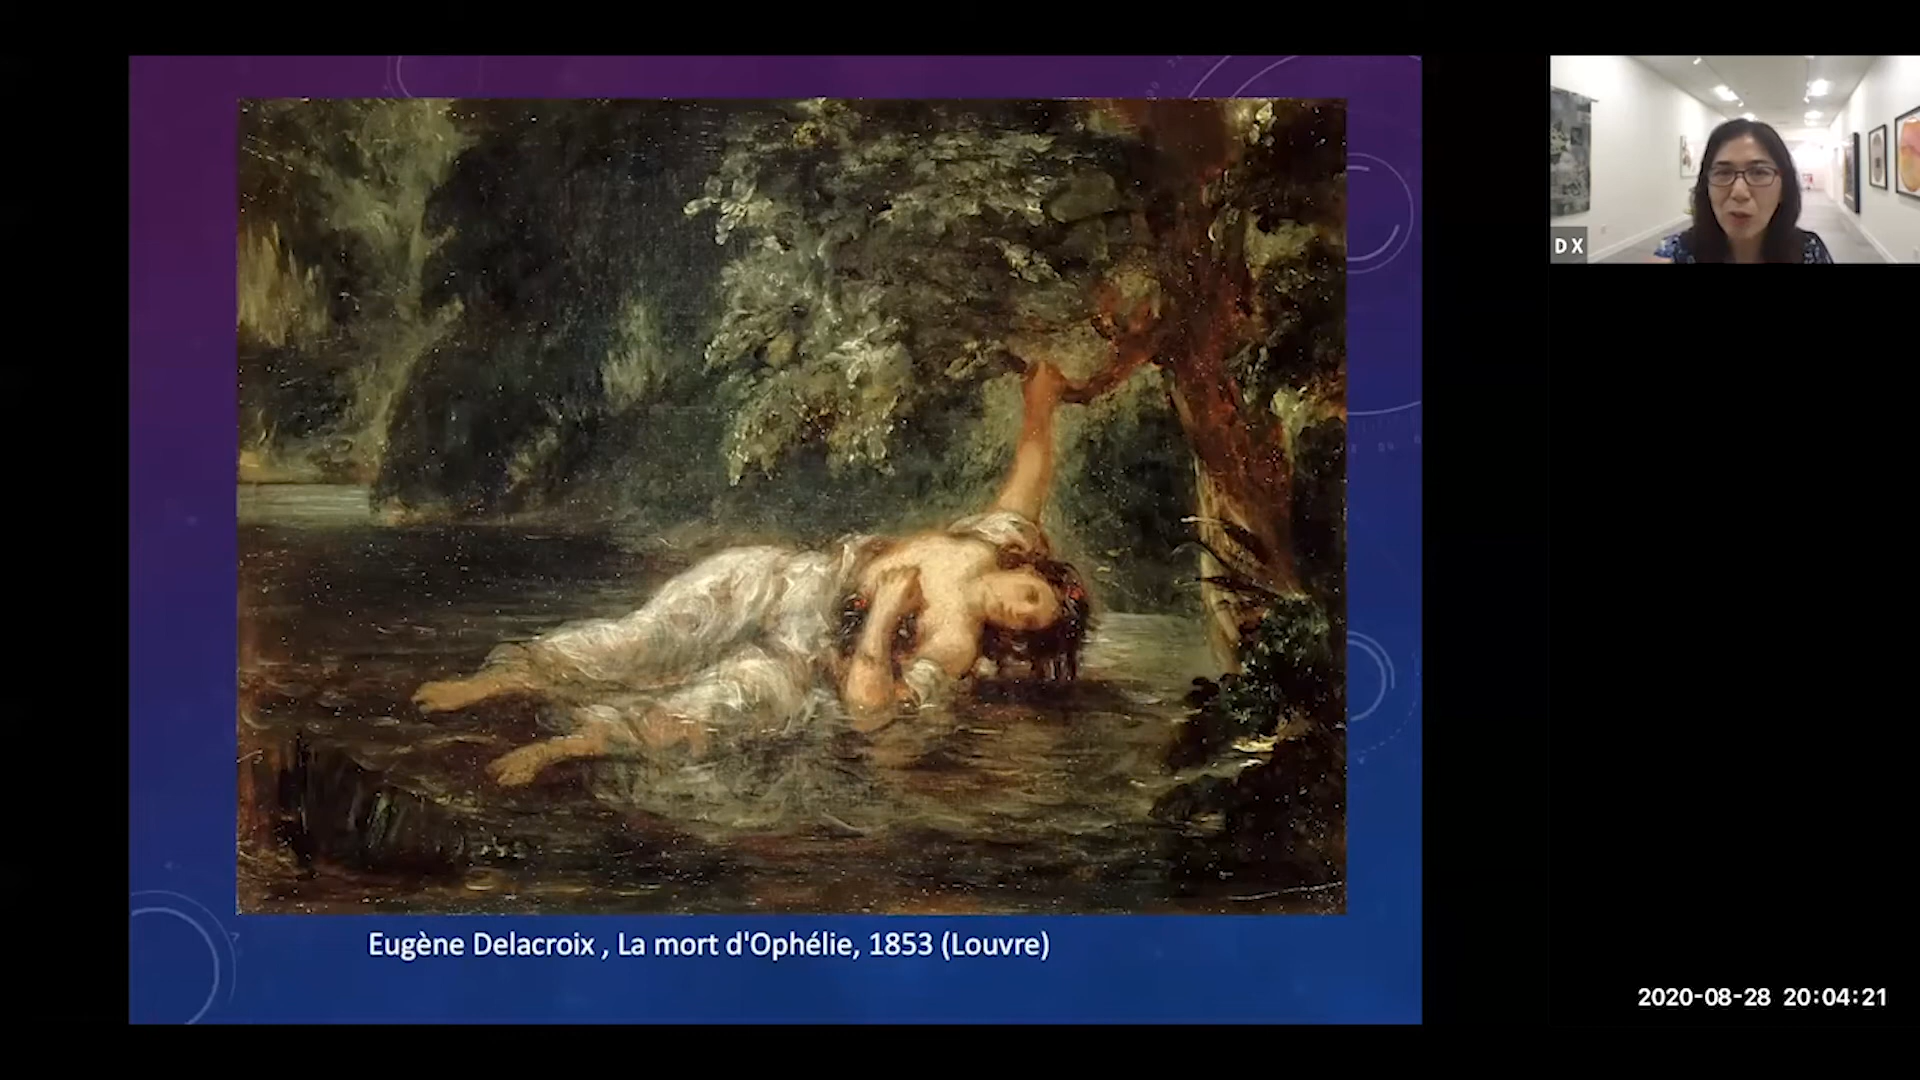 D X
Eugène Delacroix , La mort d'Ophélie, 1853 (Louvre)
2020-08-28 20:04:21